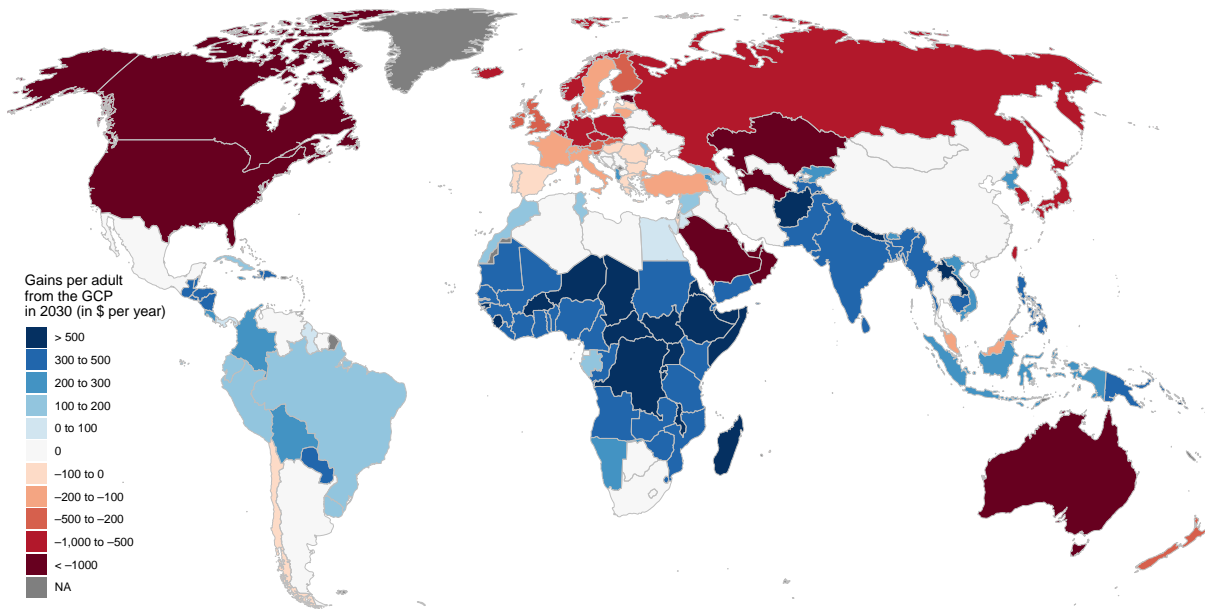 Gains per adult
from the GCP
in 2030 (in $ per year)
> 500
300 to 500
200 to 300
100 to 200
0 to 100
0
–100 to 0
–200 to –100
–500 to –200
–1,000 to –500
< –1000
NA